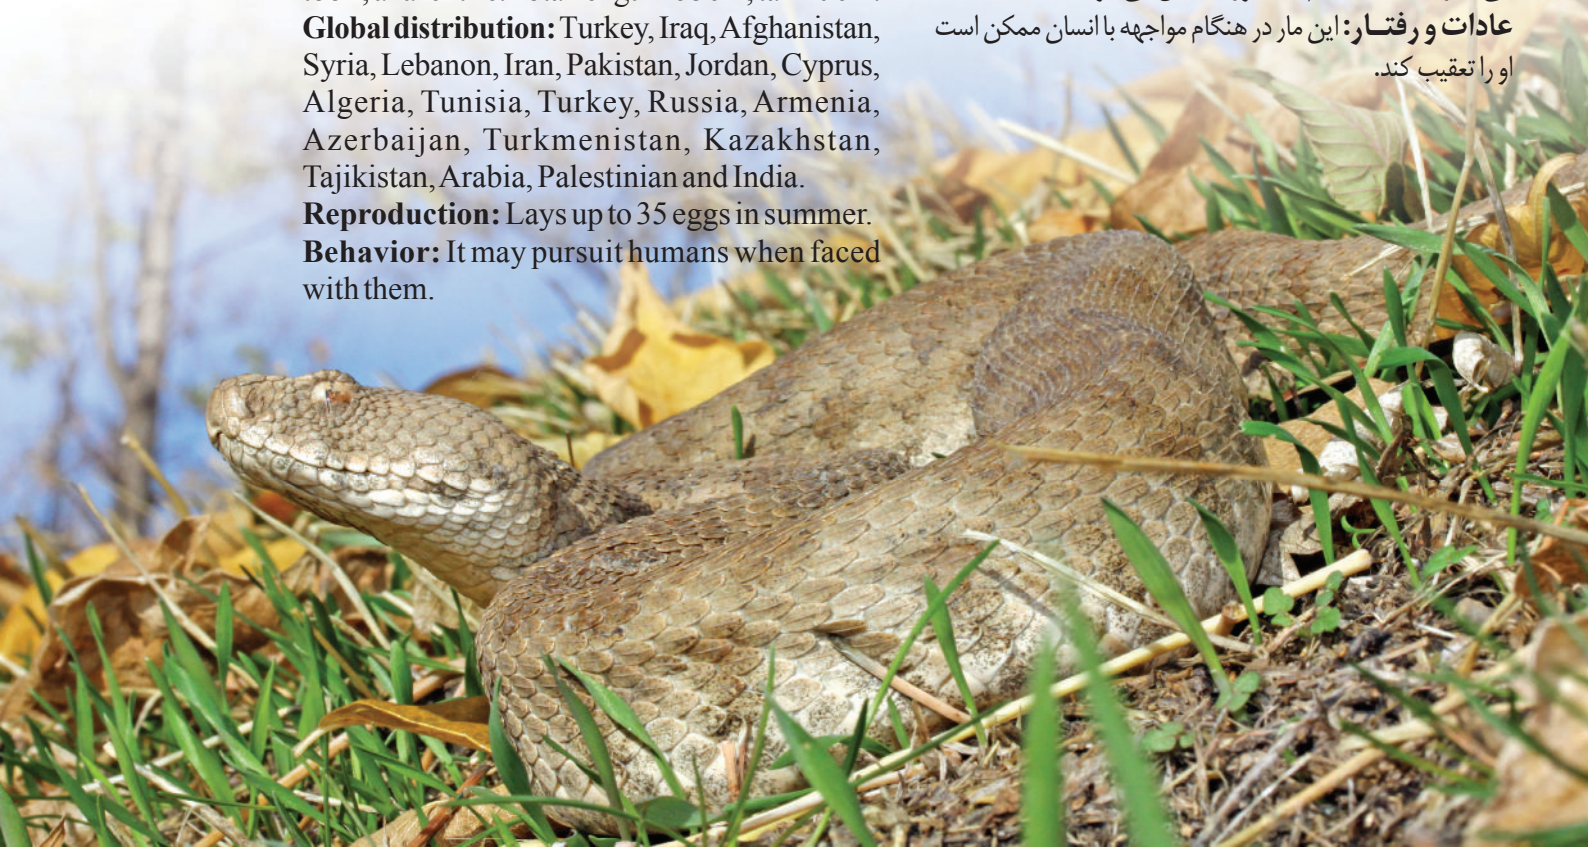 Global distribution: Turkey, Iraq, Afghanistan,
Syria, Lebanon, Iran, Pakistan, Jordan, Cyprus,
Algeria, Tunisia, Turkey, Russia, Armenia,
Azerbaijan, Turkmenistan, Kazakhstan,
Tajikistan, Arabia, Palestinian and India.
Reproduction: Lays up to 35 eggs in summer.
Behavior: It may pursuit humans when faced
with them.
عادات و رفتار: این مار در هنگام مواجهه با انسان ممکن است
او را تعقیب کند.